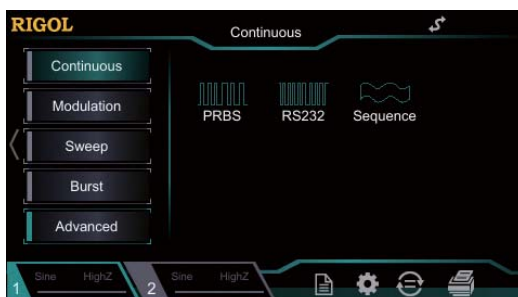 RIGOL
Continuous
Continuous
Modulation
Sweep
Burst
Advanced
PRBS RS232 Sequence
1 Sine HighZ 2 Sine HighZ